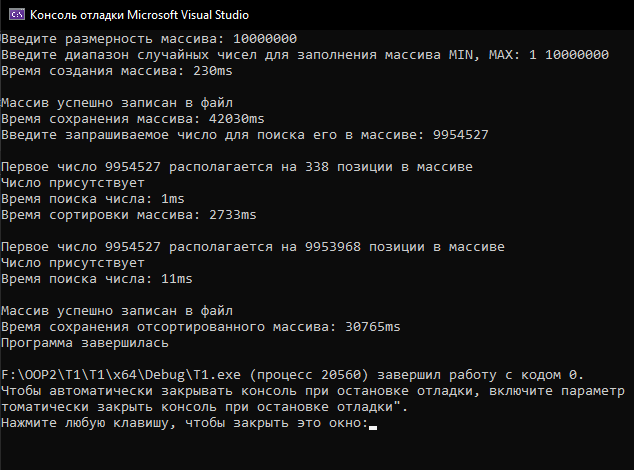 Консоль отладки Microsoft Visual Studio
Введите размерность массива: 10000000
Введите диапазон случайных чисел для заполнения массива MIN, MAX: 1 10000000
Время создания массива: 230ms
Массив успешно записан в файл
Время сохранения массива: 42030ms
Введите запрашиваемое число для поиска его в массиве: 9954527
Первое число 9954527 располагается на 338 позиции в массиве
Число присутствует
Время поиска числа: 1ms
Время сортировки массива: 2733ms
Первое число 9954527 располагается на 9953968 позиции в массиве
Число присутствует
Время поиска числа: 11ms
Массив успешно записан в файл
Время сохранения отсортированного массива: 30765ms
Программа завершилась
F:\OOP2\T1\T1\x64\Debug\T1.exe (процесс 20560) завершил работу с кодом 0.
Чтобы автоматически закрывать консоль при остановке отладки, включите параметр
томатически закрыть консоль при остановке отладки".
Нажмите любую клавишу, чтобы закрыть это окно: